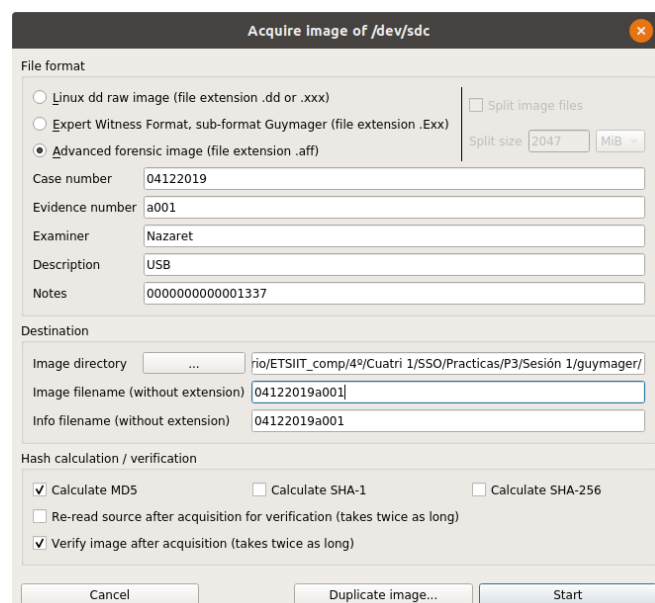 Acquire image of /dev/sdc
File format
Linux dd raw image (file extension .dd or .xxx)
Split image files
Expert Witness Format, sub-format Guymager (file extension .Exx)
Split size 2047 MiB
Advanced forensic image (file extension .aff)
Case number 04122019
Evidence number a001
Examiner Nazaret
Description USB
Notes 0000000000001337
Destination
Image directory ... rio/ETSIIT_comp/4º/Cuatri 1/SSO/Practicas/P3/Sesión 1/guymager/
Image filename (without extension) 04122019a001
Info filename (without extension) 04122019a001
Hash calculation / verification
Calculate MD5 Calculate SHA-1 Calculate SHA-256
Re-read source after acquisition for verification (takes twice as long)
Verify image after acquisition (takes twice as long)
Cancel Duplicate image... Start